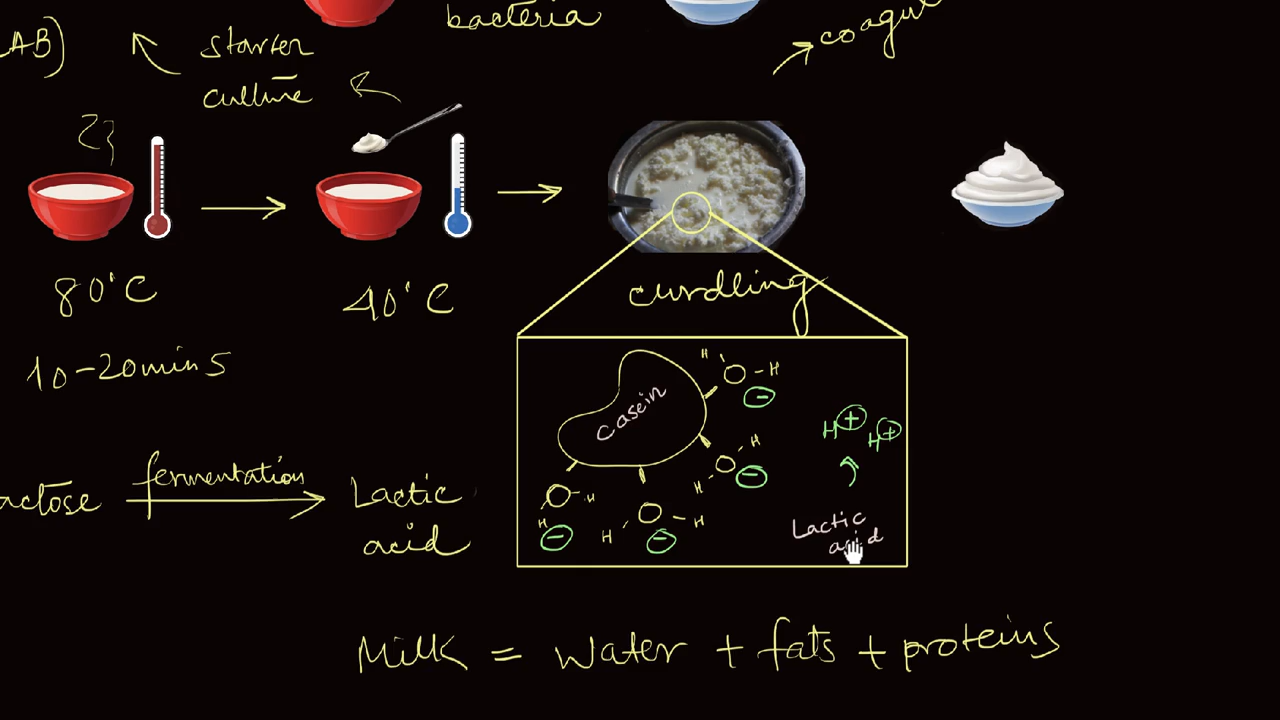 bacteria
AB)
starter
culture
coagul
80°C
40°C
curdling
10-20mins
casein
H
O-H
⊖
H
O
H
⊖
O-H
H
⊖
H
O
-H
⊖
H⊕
H⊕
Lactic
acid
actose
fermentation
Lactic
acid
Milk = water + fats + proteins